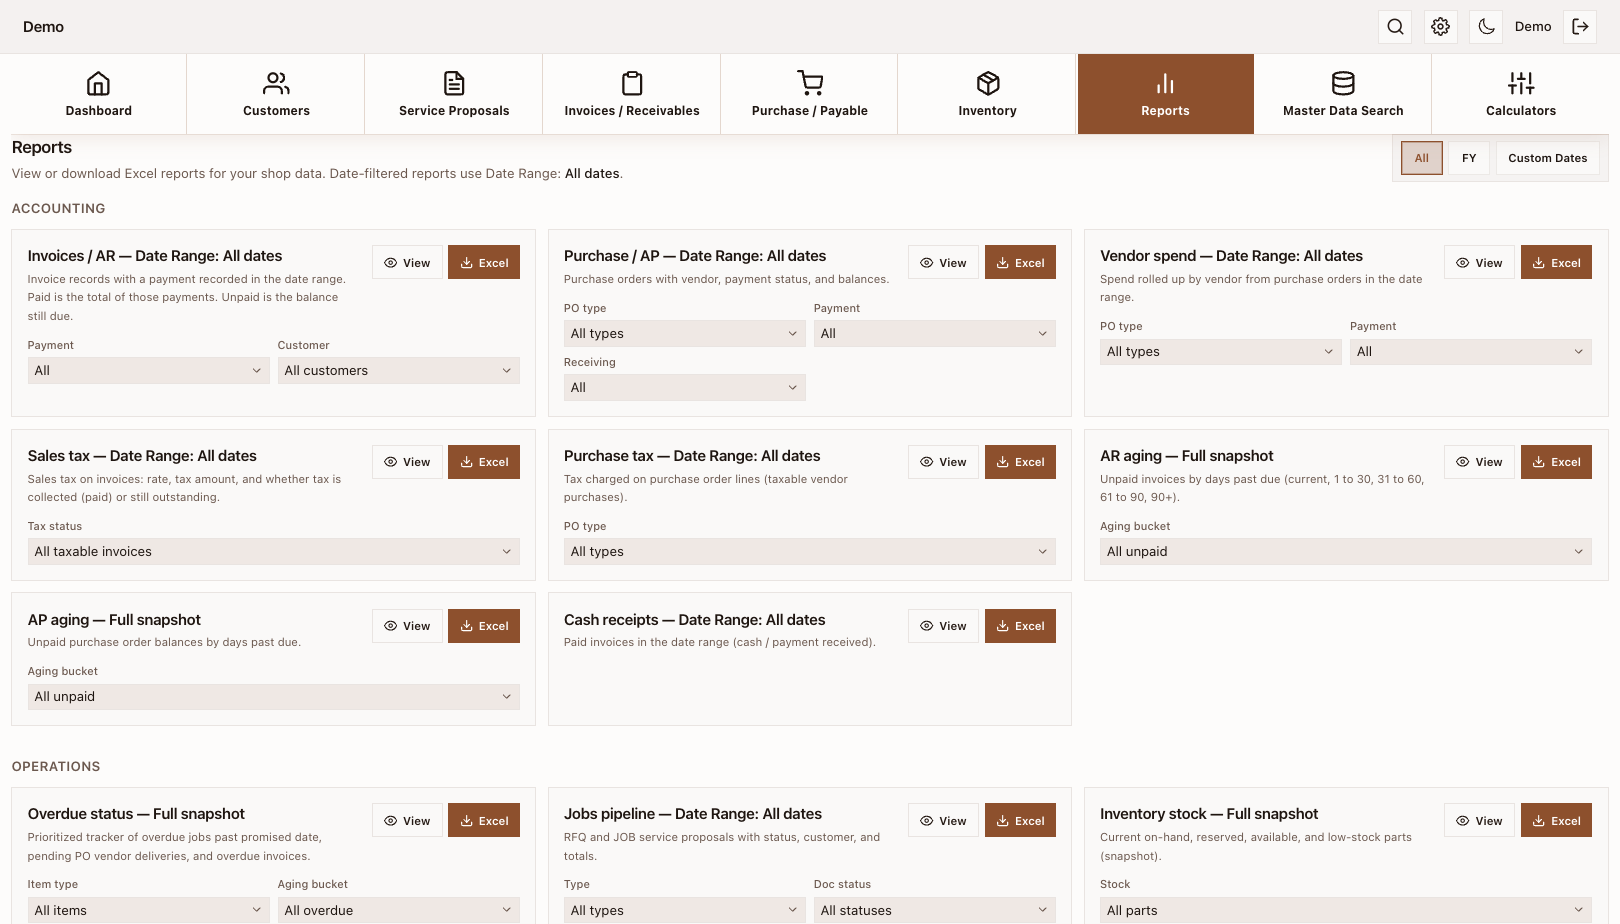 Demo
Demo
Dashboard
Customers
Service Proposals
Invoices / Receivables
Purchase / Payable
Inventory
Reports
Master Data Search
Calculators
Reports
View or download Excel reports for your shop data. Date-filtered reports use Date Range: All dates.
All
FY
Custom Dates
ACCOUNTING
Invoices / AR — Date Range: All dates
View
Excel
Invoice records with a payment recorded in the date range.
Paid is the total of those payments. Unpaid is the balance
still due.
Payment
Customer
All
All customers
Purchase / AP — Date Range: All dates
View
Excel
Purchase orders with vendor, payment status, and balances.
PO type
Payment
All types
All
Receiving
All
Vendor spend — Date Range: All dates
View
Excel
Spend rolled up by vendor from purchase orders in the date
range.
PO type
Payment
All types
All
Sales tax — Date Range: All dates
View
Excel
Sales tax on invoices: rate, tax amount, and whether tax is
collected (paid) or still outstanding.
Tax status
All taxable invoices
Purchase tax — Date Range: All dates
View
Excel
Tax charged on purchase order lines (taxable vendor
purchases).
PO type
All types
AR aging — Full snapshot
View
Excel
Unpaid invoices by days past due (current, 1 to 30, 31 to 60,
61 to 90, 90+).
Aging bucket
All unpaid
AP aging — Full snapshot
View
Excel
Unpaid purchase order balances by days past due.
Aging bucket
All unpaid
Cash receipts — Date Range: All dates
View
Excel
Paid invoices in the date range (cash / payment received).
OPERATIONS
Overdue status — Full snapshot
View
Excel
Prioritized tracker of overdue jobs past promised date,
pending PO vendor deliveries, and overdue invoices.
Item type
Aging bucket
All items
All overdue
Jobs pipeline — Date Range: All dates
View
Excel
RFQ and JOB service proposals with status, customer, and
totals.
Type
Doc status
All types
All statuses
Inventory stock — Full snapshot
View
Excel
Current on-hand, reserved, available, and low-stock parts
(snapshot).
Stock
All parts